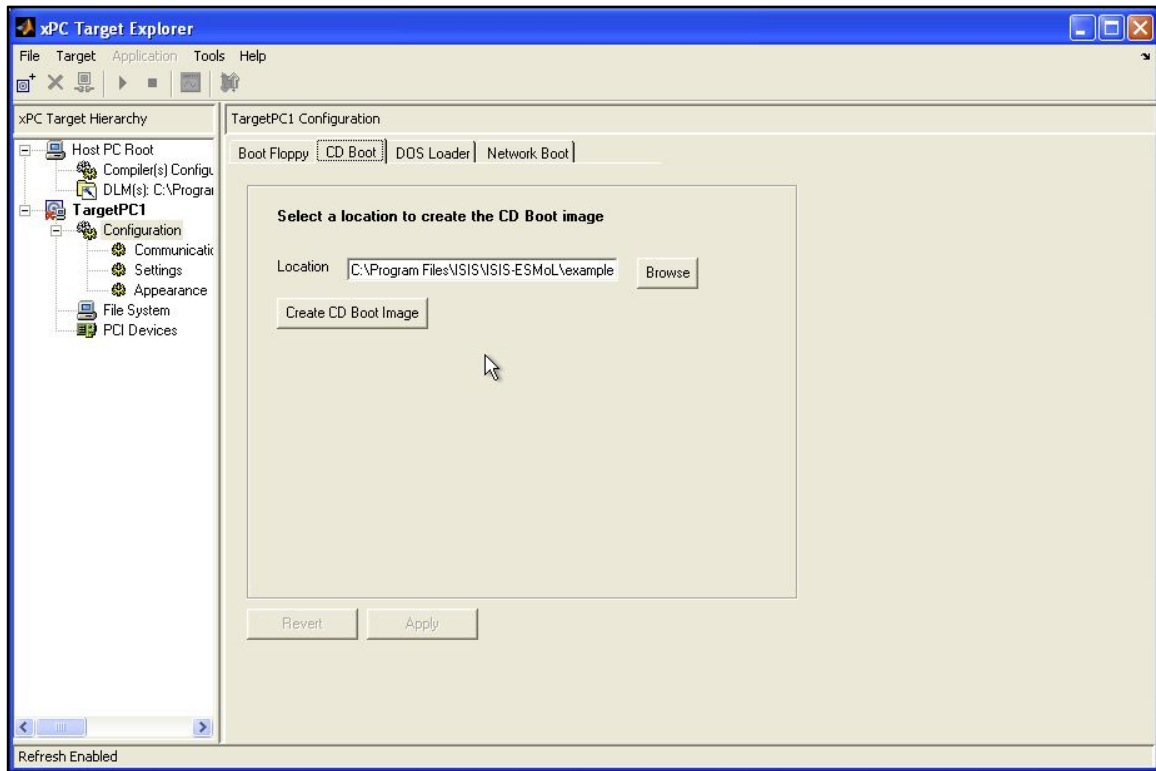 xPC Target Explorer
File Target Application Tools Help
xPC Target Hierarchy
TargetPC1 Configuration
Host PC Root
Compiler(s) Configu
DLM(s): C:\Program
TargetPC1
Configuration
Communicatio
Settings
Appearance
File System
PCI Devices
Boot Floppy CD Boot DOS Loader Network Boot
Select a location to create the CD Boot image
Location C:\Program Files\ISIS\ISIS-ESMoL\example Browse
Create CD Boot Image
Revert Apply
Refresh Enabled